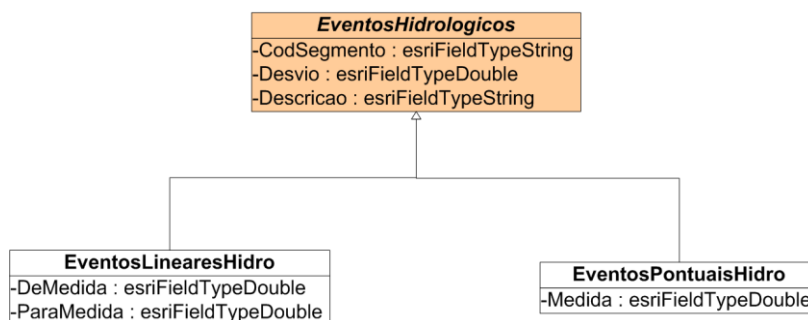 EventosHidrologicos
-CodSegmento : esriFieldTypeString
-Desvio : esriFieldTypeDouble
-Descricao : esriFieldTypeString
EventosLinearesHidro
-DeMedida : esriFieldTypeDouble
-ParaMedida : esriFieldTypeDouble
EventosPontuaisHidro
-Medida : esriFieldTypeDouble